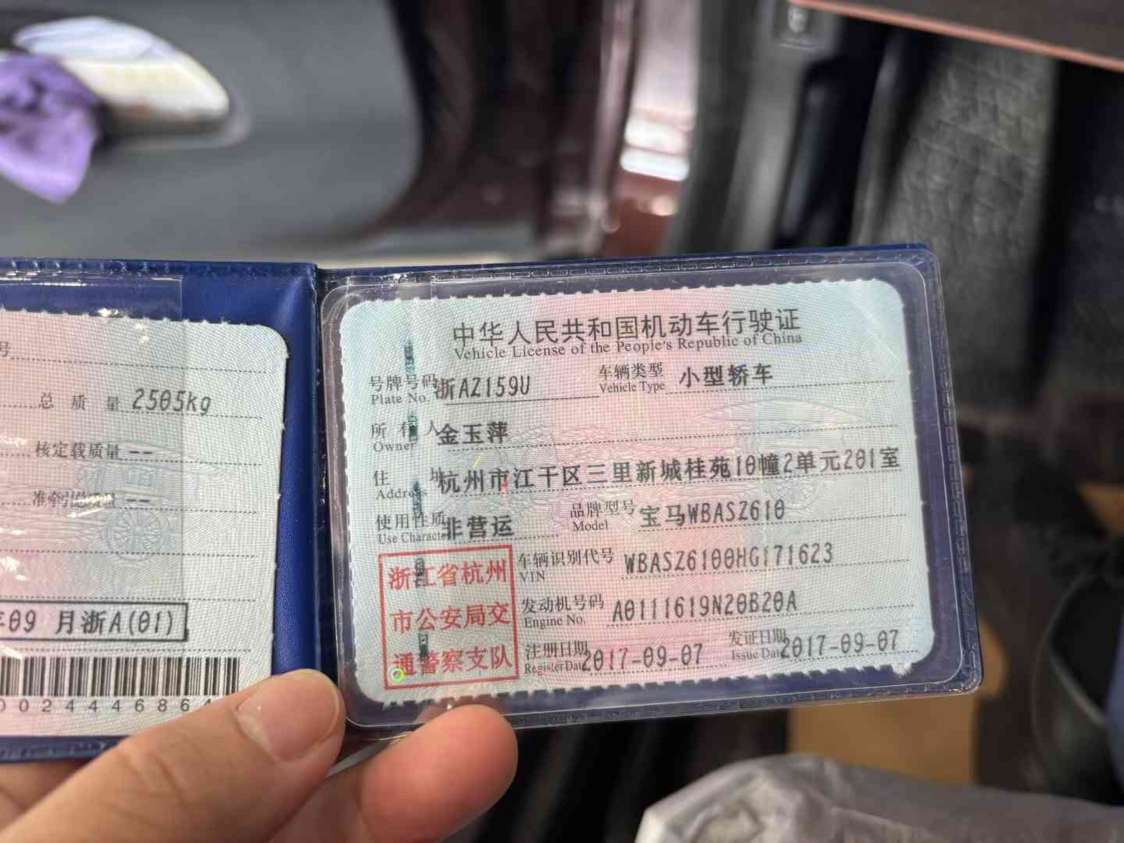 号
总 质 量 2505kg
核定载质量 --
准牵引总质量 --
09 月浙A(01)
0024446864
中华人民共和国机动车行驶证
Vehicle License of the People's Republic of China
号牌号码 浙AZ159U 车辆类型 小型轿车
Plate No. Vehicle Type
所有人 金玉萍
Owner
住 址 杭州市江干区三里新城桂苑10幢2单元201室
Address
使用性质 非营运 品牌型号 宝马WBASZ610
Use Character Model
浙江省杭州
市公安局交
通警察支队
车辆识别代号 WBASZ6100HG171623
VIN
发动机号码 A0111619N20B20A
Engine No.
注册日期 2017-09-07 发证日期 2017-09-07
Register Date Issue Date